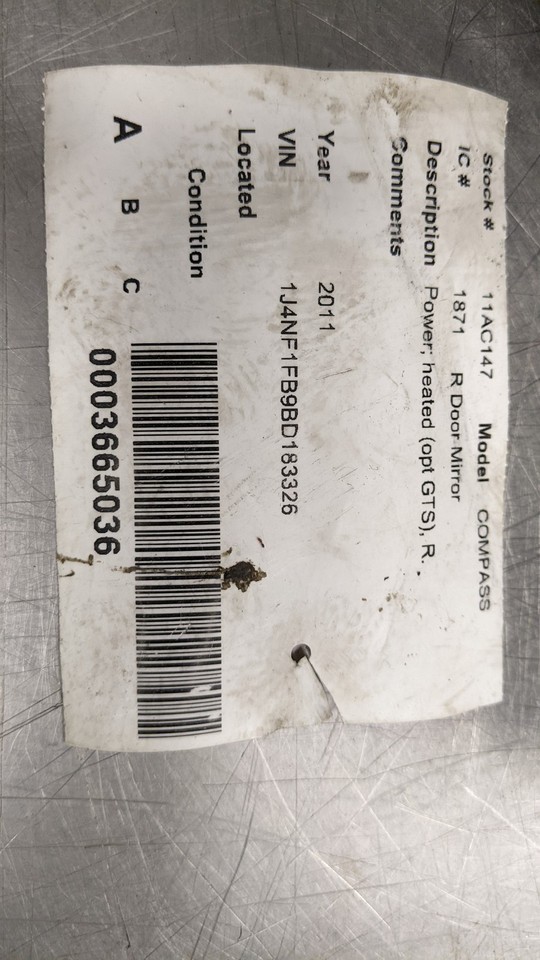 Stock # 11AC147 Model COMPASS
IC # 1871 R Door Mirror
Description Power; heated (opt GTS), R.
Comments
Year 2011
VIN 1J4NF1FB9BD183326
Located
Condition
A B C
0003665036